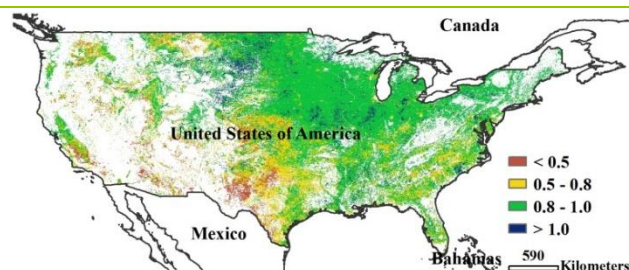 Canada
United States of America
< 0.5
0.5 - 0.8
0.8 - 1.0
> 1.0
Mexico
Bahamas
590
Kilometers